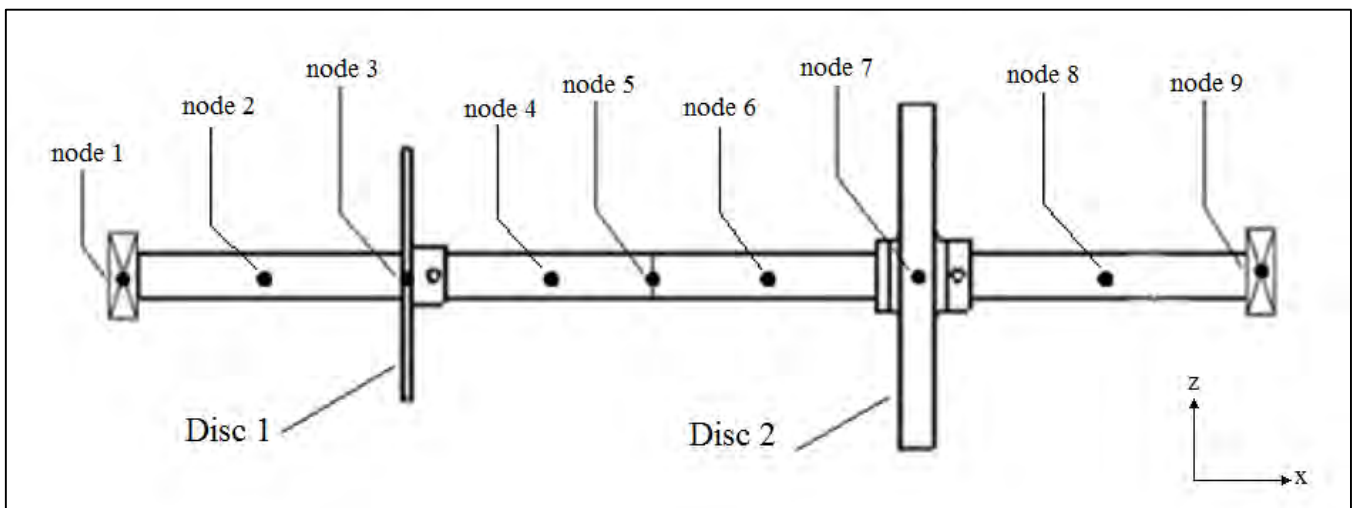 node 1
node 2
node 3
node 4
node 5
node 6
node 7
node 8
node 9
Disc 1
Disc 2
z
x